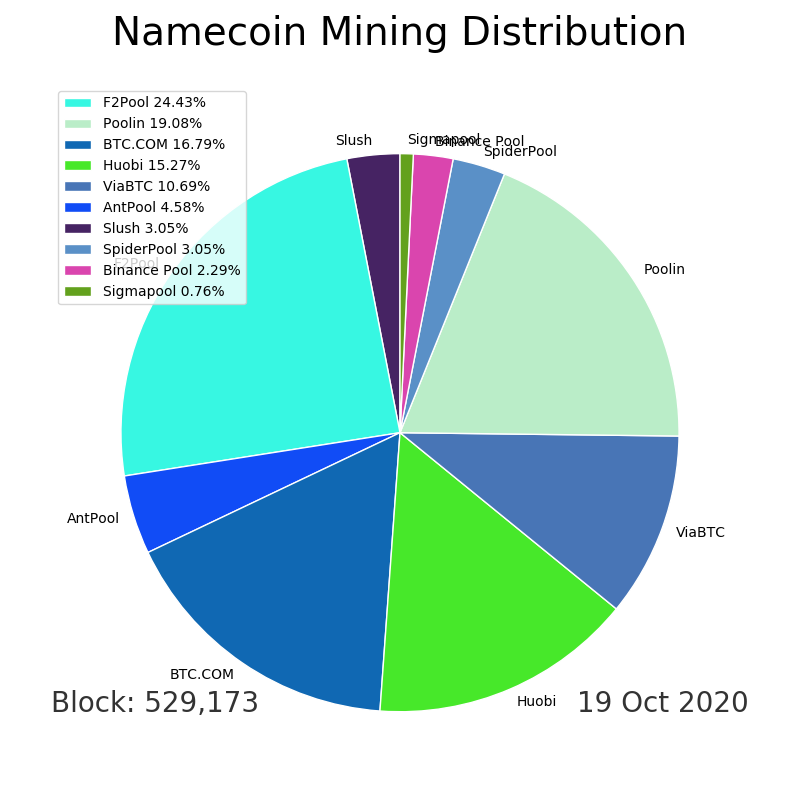 Namecoin Mining Distribution
F2Pool 24.43%
Poolin 19.08%
BTC.COM 16.79%
Huobi 15.27%
ViaBTC 10.69%
AntPool 4.58%
Slush 3.05%
SpiderPool 3.05%
Binance Pool 2.29%
Sigmapool 0.76%
Slush
Sigmapool
Binance Pool
SpiderPool
F2Pool
Poolin
AntPool
ViaBTC
BTC.COM
Huobi
Block: 529,173
19 Oct 2020